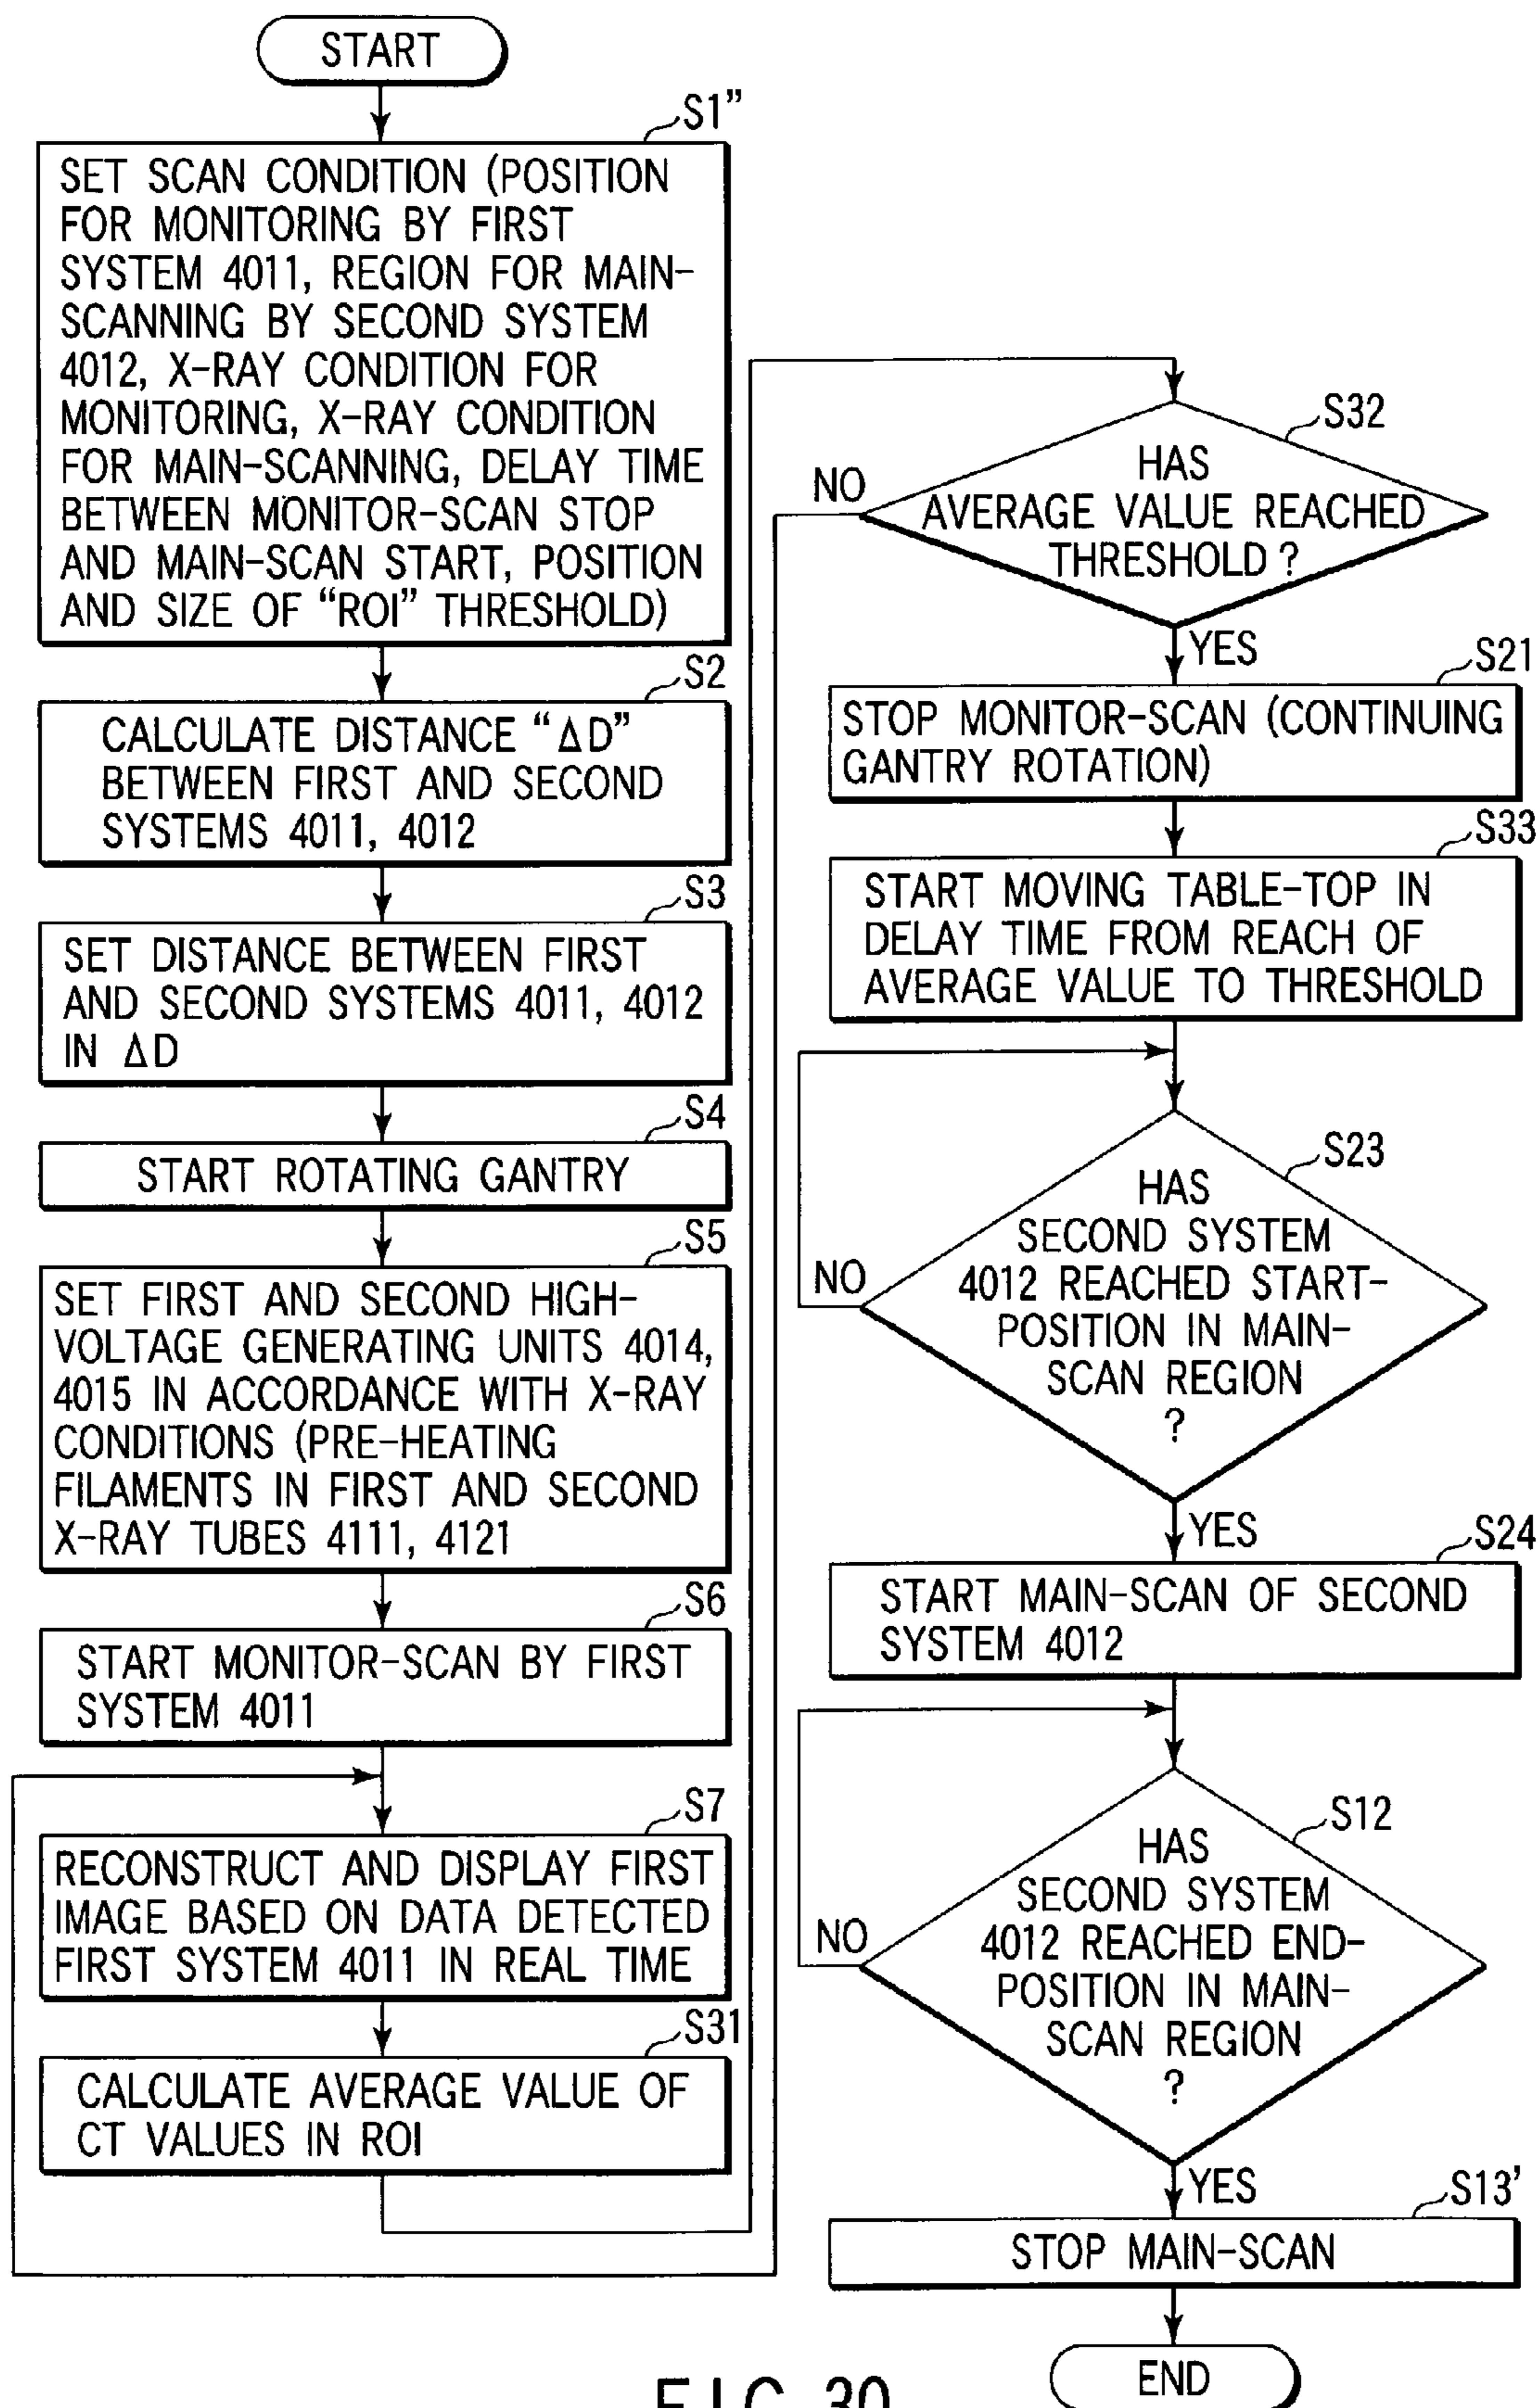 START
S1”
SET SCAN CONDITION (POSITION
FOR MONITORING BY FIRST
SYSTEM 4011, REGION FOR MAIN-
SCANNING BY SECOND SYSTEM
4012, X-RAY CONDITION FOR
MONITORING, X-RAY CONDITION
FOR MAIN-SCANNING, DELAY TIME
BETWEEN MONITOR-SCAN STOP
AND MAIN-SCAN START, POSITION
AND SIZE OF “ROI” THRESHOLD)
S2
CALCULATE DISTANCE “ΔD”
BETWEEN FIRST AND SECOND
SYSTEMS 4011, 4012
S3
SET DISTANCE BETWEEN FIRST
AND SECOND SYSTEMS 4011, 4012
IN ΔD
S4
START ROTATING GANTRY
S5
SET FIRST AND SECOND HIGH-
VOLTAGE GENERATING UNITS 4014,
4015 IN ACCORDANCE WITH X-RAY
CONDITIONS (PRE-HEATING
FILAMENTS IN FIRST AND SECOND
X-RAY TUBES 4111, 4121
S6
START MONITOR-SCAN BY FIRST
SYSTEM 4011
S7
RECONSTRUCT AND DISPLAY FIRST
IMAGE BASED ON DATA DETECTED
FIRST SYSTEM 4011 IN REAL TIME
S31
CALCULATE AVERAGE VALUE OF
CT VALUES IN ROI
S32
HAS
AVERAGE VALUE REACHED
THRESHOLD ?
NO
YES
S21
STOP MONITOR-SCAN (CONTINUING
GANTRY ROTATION)
S33
START MOVING TABLE-TOP IN
DELAY TIME FROM REACH OF
AVERAGE VALUE TO THRESHOLD
S23
HAS
SECOND SYSTEM
4012 REACHED START-
POSITION IN MAIN-
SCAN REGION
?
NO
YES
S24
START MAIN-SCAN OF SECOND
SYSTEM 4012
S12
HAS
SECOND SYSTEM
4012 REACHED END-
POSITION IN MAIN-
SCAN REGION
?
NO
YES
S13'
STOP MAIN-SCAN
END
FIG. 30